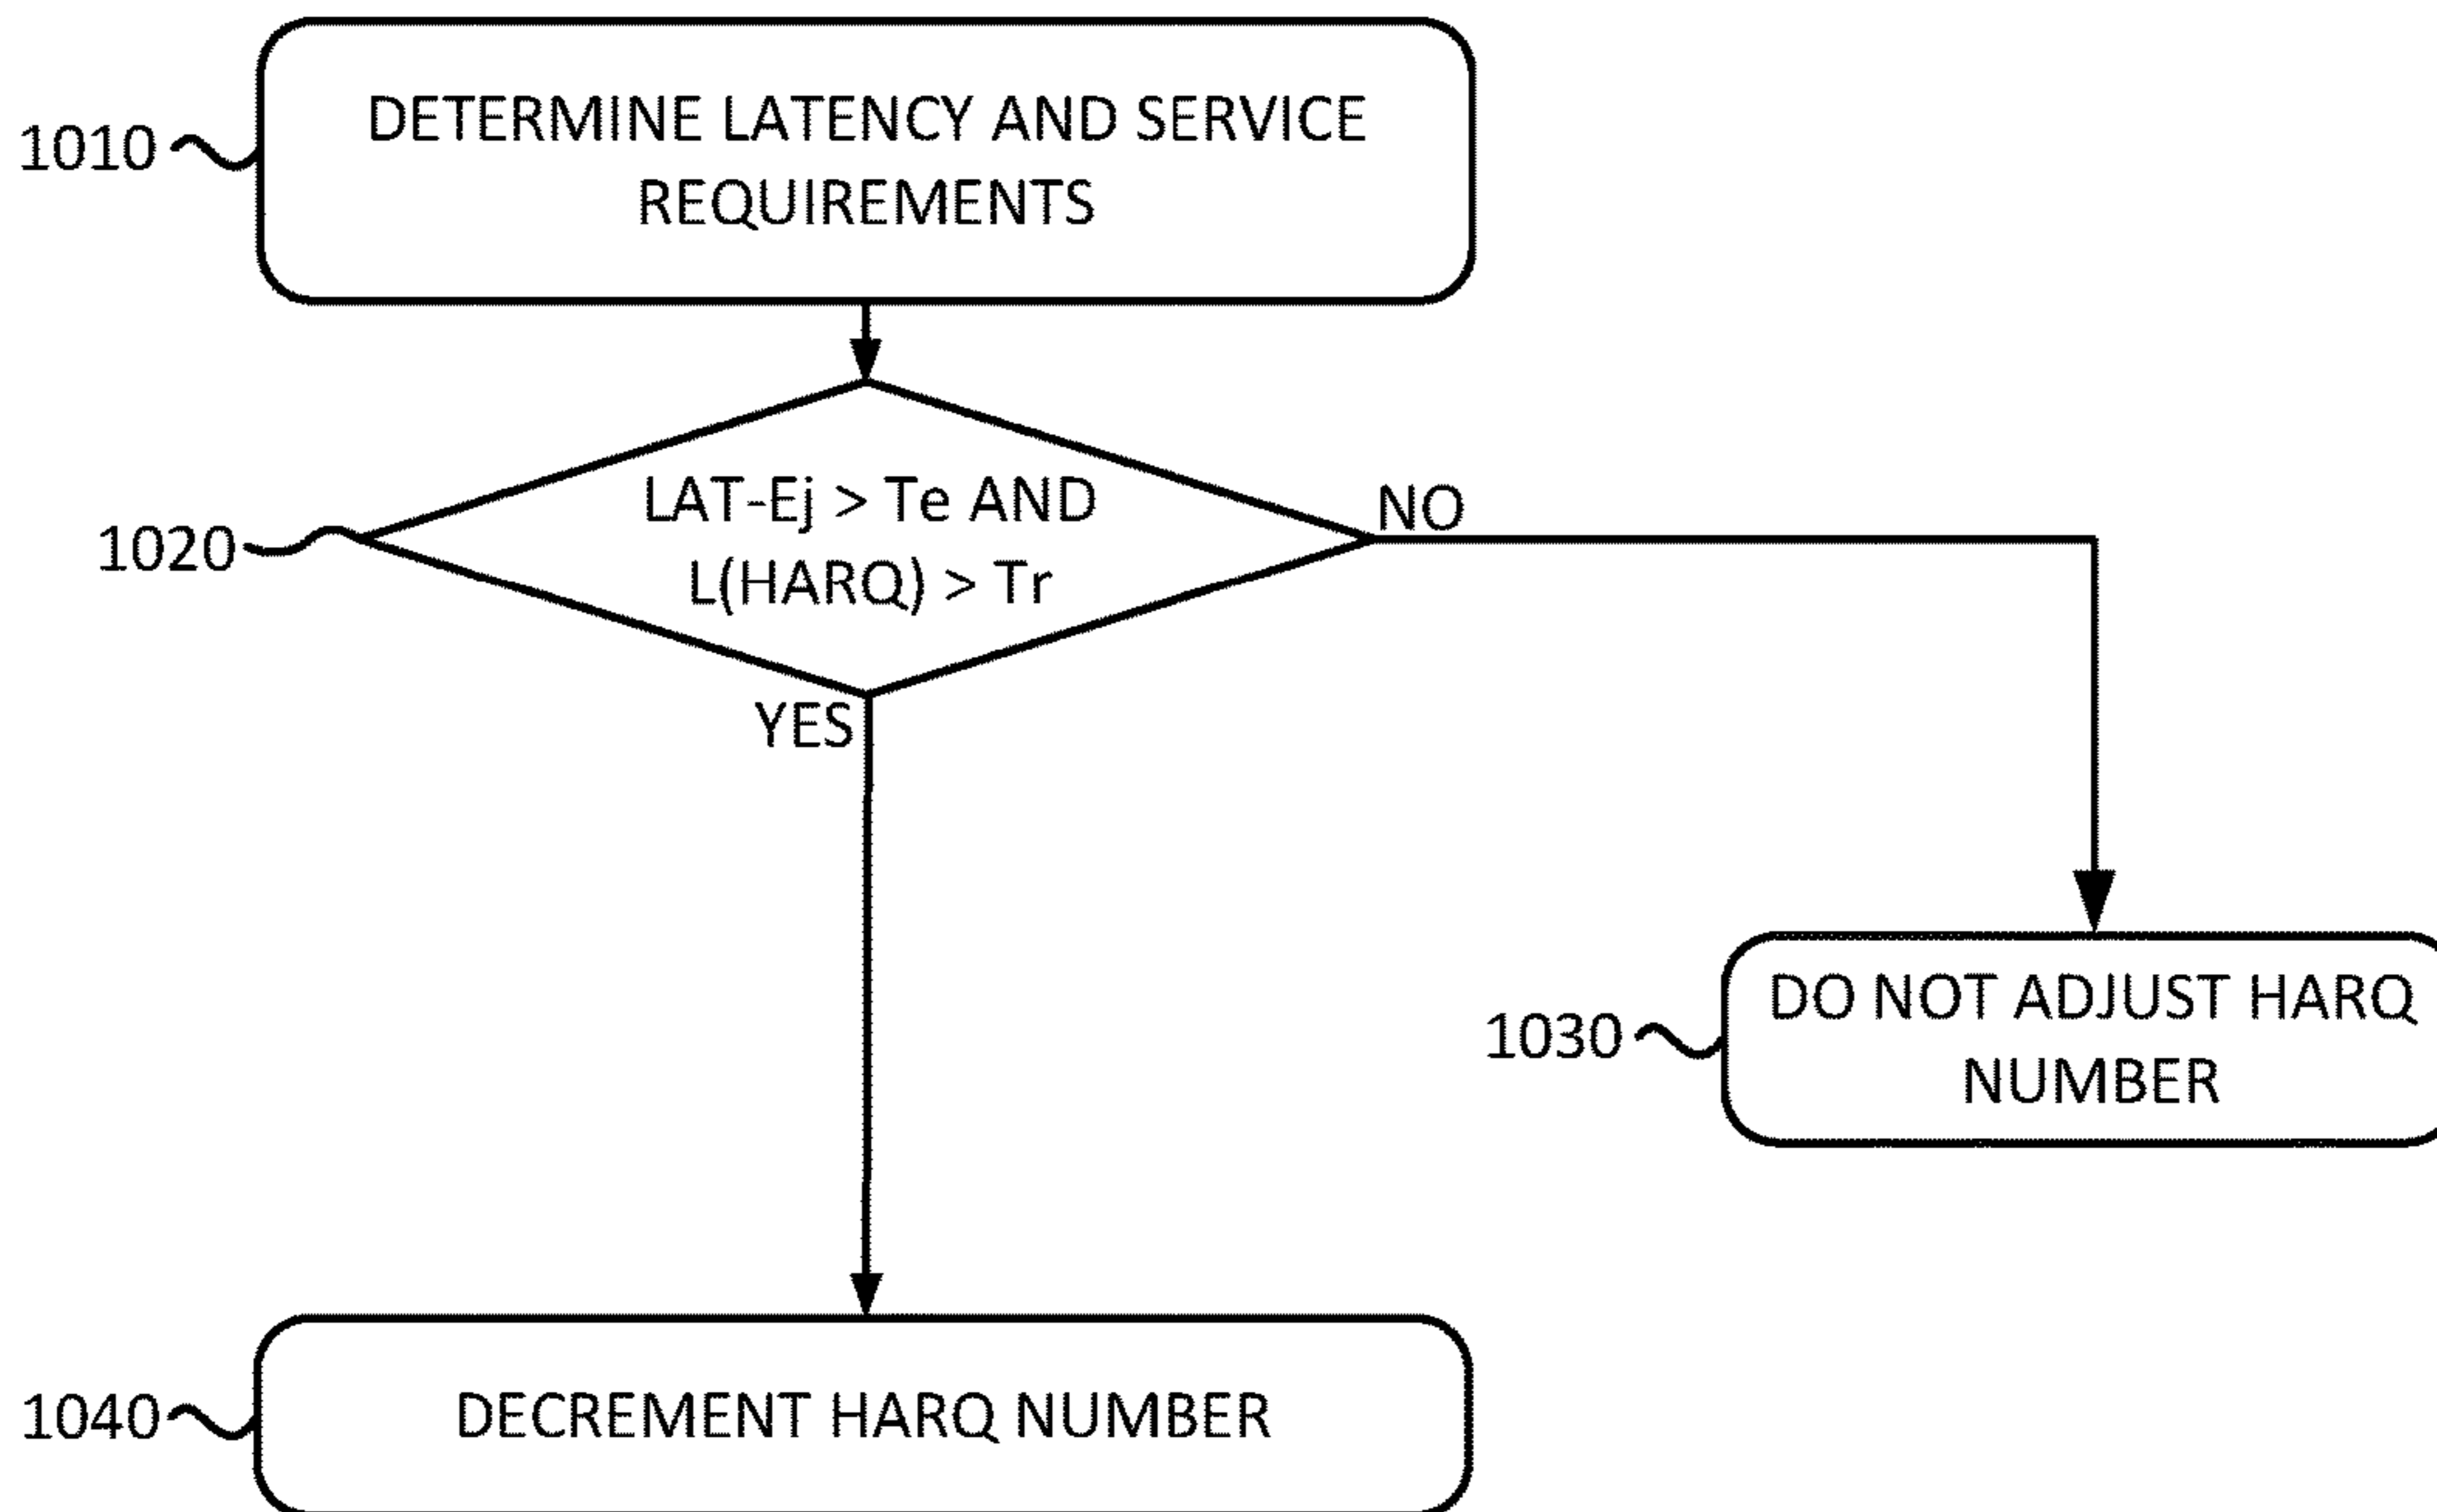 1010
DETERMINE LATENCY AND SERVICE
REQUIREMENTS
1020
LAT-Ej > Te AND
L(HARQ) > Tr
NO
YES
1030
DO NOT ADJUST HARQ
NUMBER
1040
DECREMENT HARQ NUMBER